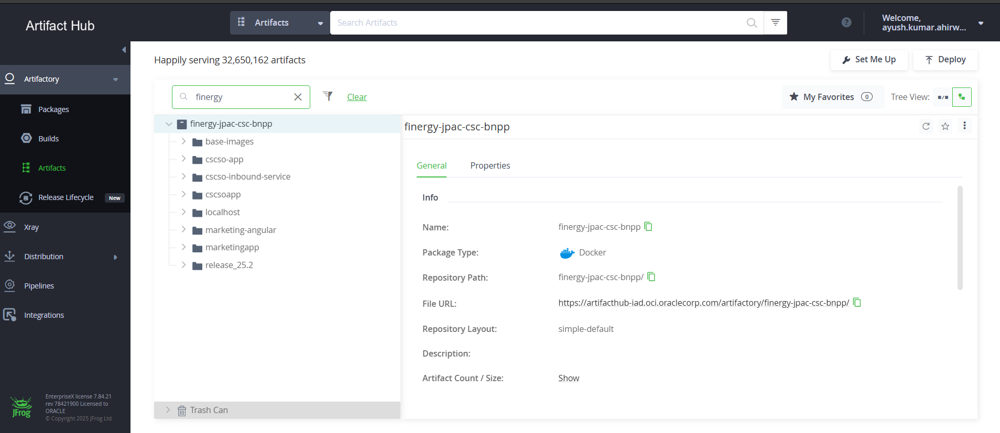 Artifact Hub
Artifacts
Search Artifacts
?
Welcome,
ayush.kumar.ahirw...
Artifactory
Packages
Builds
Artifacts
Release Lifecycle New
Xray
Distribution
Pipelines
Integrations
JFrog
EnterpriseX license 7.84.21
rev 78421900 Licensed to
ORACLE
© Copyright 2025 JFrog Ltd
Happily serving 32,650,162 artifacts
Set Me Up
Deploy
finergy
Clear
My Favorites 0
Tree View:
finergy-jpac-csc-bnpp
base-images
cscso-app
cscso-inbound-service
cscsoapp
localhost
marketing-angular
marketingapp
release_25.2
Trash Can
finergy-jpac-csc-bnpp
General
Properties
Info
Name: finergy-jpac-csc-bnpp
Package Type: Docker
Repository Path: finergy-jpac-csc-bnpp/
File URL: https://artifacthub-iad.oci.oraclecorp.com/artifactory/finergy-jpac-csc-bnpp/
Repository Layout: simple-default
Description:
Artifact Count / Size: Show